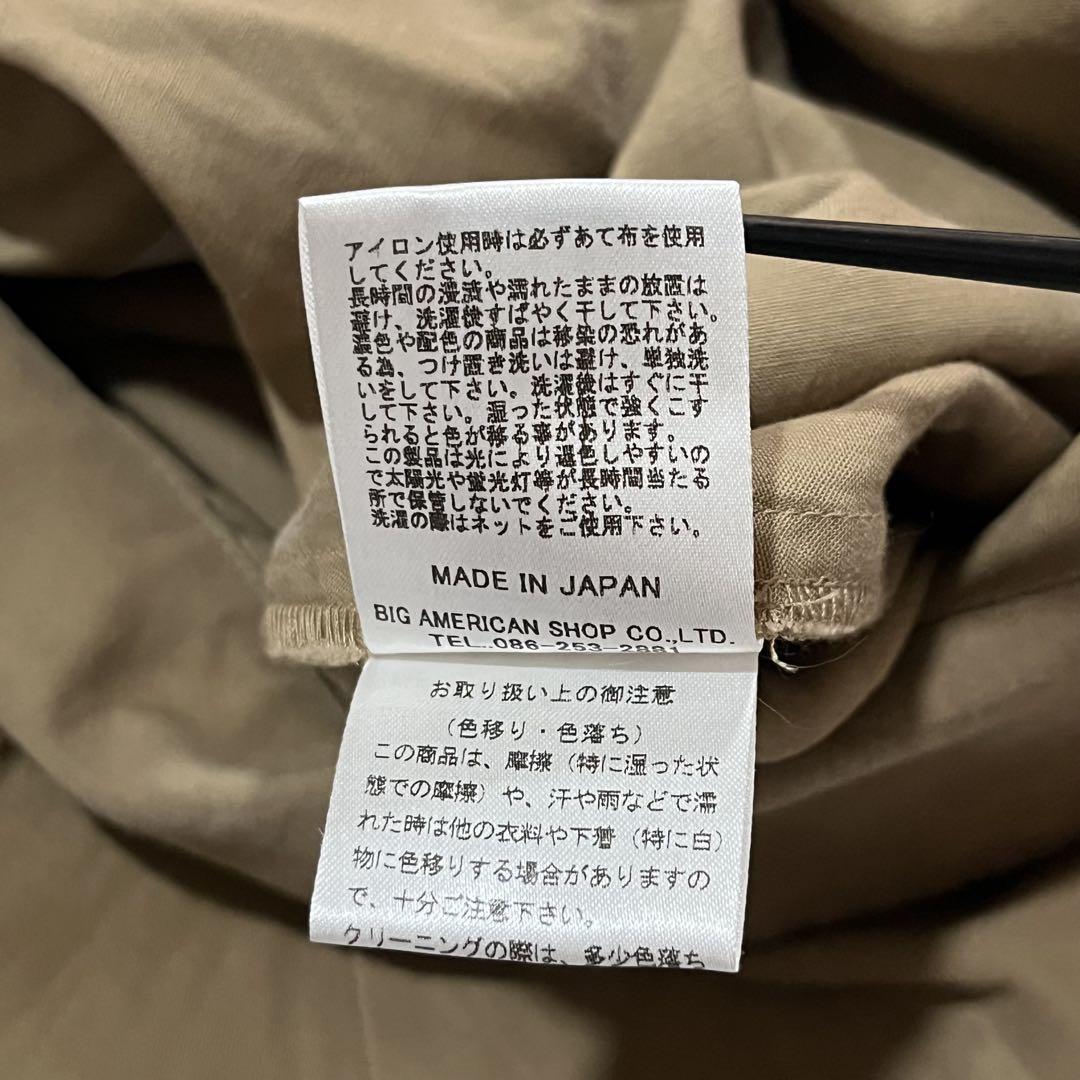 アイロン使用時は必ずあて布を使用
してください。
長時間の浸漬や濡れたままの放置は
避け、洗濯後すばやく干して下さい。
濃色や配色の商品は移染の恐れがあ
る為、つけ置き洗いは避け、単独洗
いをして下さい。洗濯後はすぐに干
して下さい。湿った状態で強くこす
られると色が移る事があります。
この製品は光により退色しやすいの
で太陽光や蛍光灯等が長時間当たる
所で保管しないでください。
洗濯の際はネットをご使用下さい。
MADE IN JAPAN
BIG AMERICAN SHOP CO.,LTD.
TEL.086-253-2881
お取り扱い上の御注意
(色移り・色落ち)
この商品は、摩擦(特に湿った状
態での摩擦)や、汗や雨などで濡
れた時は他の衣料や下着(特に白)
物に色移りする場合がありますの
で、十分ご注意下さい。
クリーニングの際は、多少色落ち